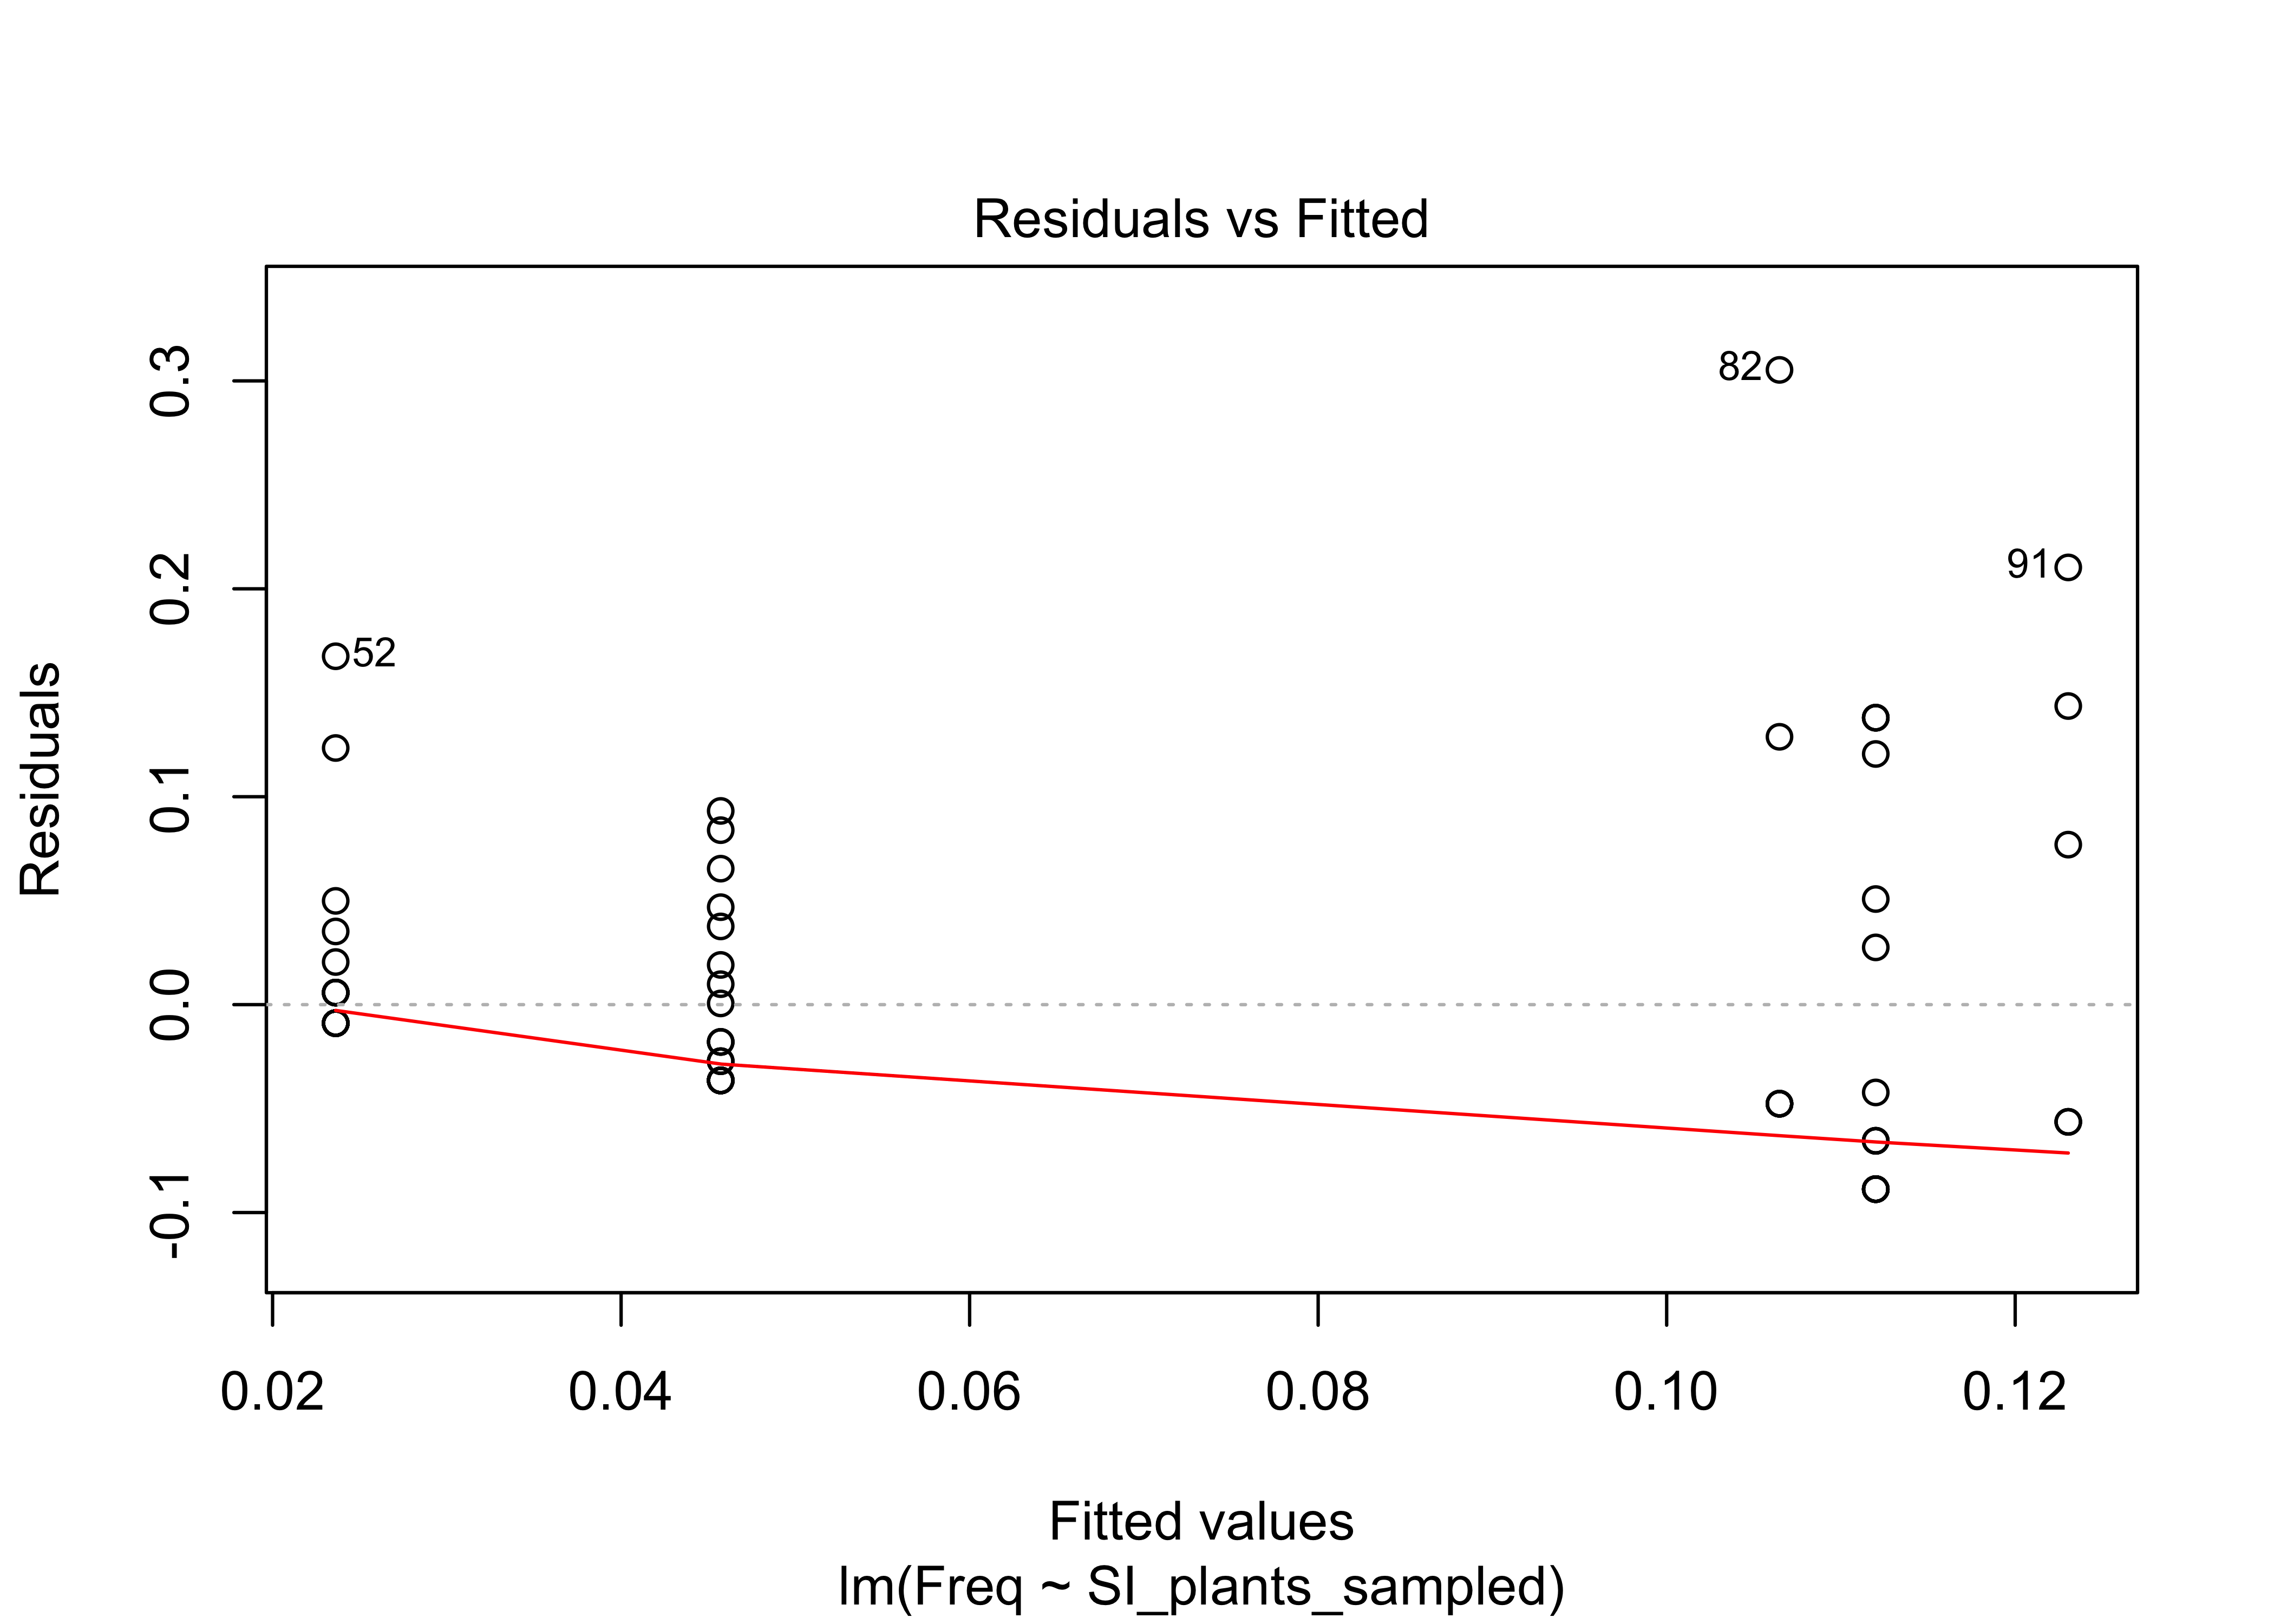 Residuals vs Fitted
Residuals
0.3
0.2
0.1
0.0
-0.1
82
91
52
0.02 0.04 0.06 0.08 0.10 0.12
Fitted values
lm(Freq ~ SI_plants_sampled)